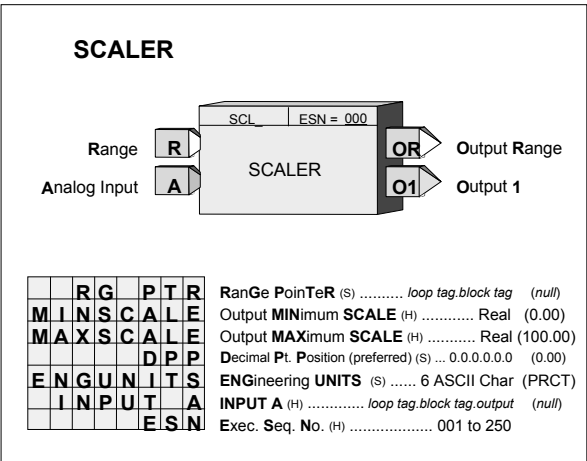 SCALER
SCL_ ESN = 000
Range R OR Output Range
SCALER
Analog Input A O1 Output 1
RG PTR RanGe PoinTeR (S) .......... loop tag.block tag (null)
MINSCALE Output MINimum SCALE (H) ............ Real (0.00)
MAXSCALE Output MAXimum SCALE (H) ........... Real (100.00)
DPP Decimal Pt. Position (preferred) (S) ... 0.0.0.0.0.0 (0.00)
ENGUNITS ENGineering UNITS (S) ...... 6 ASCII Char (PRCT)
INPUT A INPUT A (H) ............. loop tag.block tag.output (null)
ESN Exec. Seq. No. (H) ................... 001 to 250